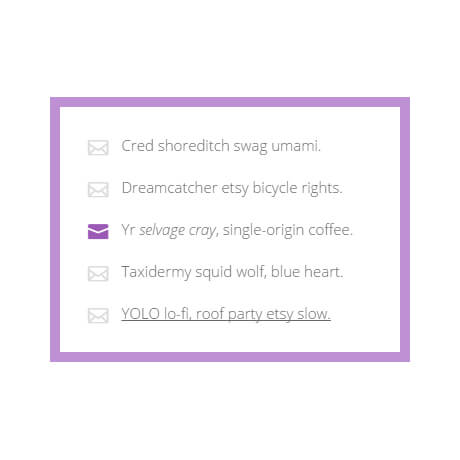 Cred shoreditch swag umami.
Dreamcatcher etsy bicycle rights.
Yr selvage cray, single-origin coffee.
Taxidermy squid wolf, blue heart.
YOLO lo-fi, roof party etsy slow.